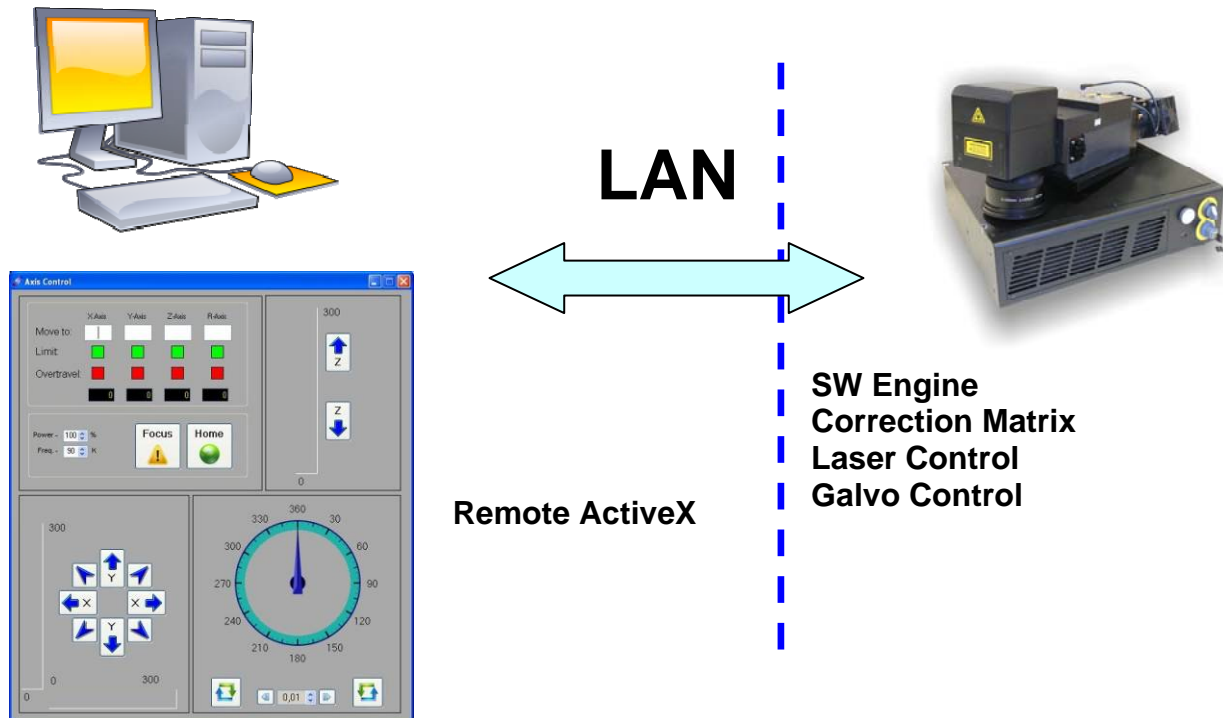 LAN
Axis Control
X-Axis Y-Axis Z-Axis R-Axis
Move to:
Limit:
Overtravel:
0 0 0 0
Power - 100 %
Freq. - 90 K
Focus Home
300
Z
Z
0
300
Y
X X
Y
0
0 300
360
330 30
300 60
270 90
240 120
210 150
180
0,01
Remote ActiveX
SW Engine
Correction Matrix
Laser Control
Galvo Control